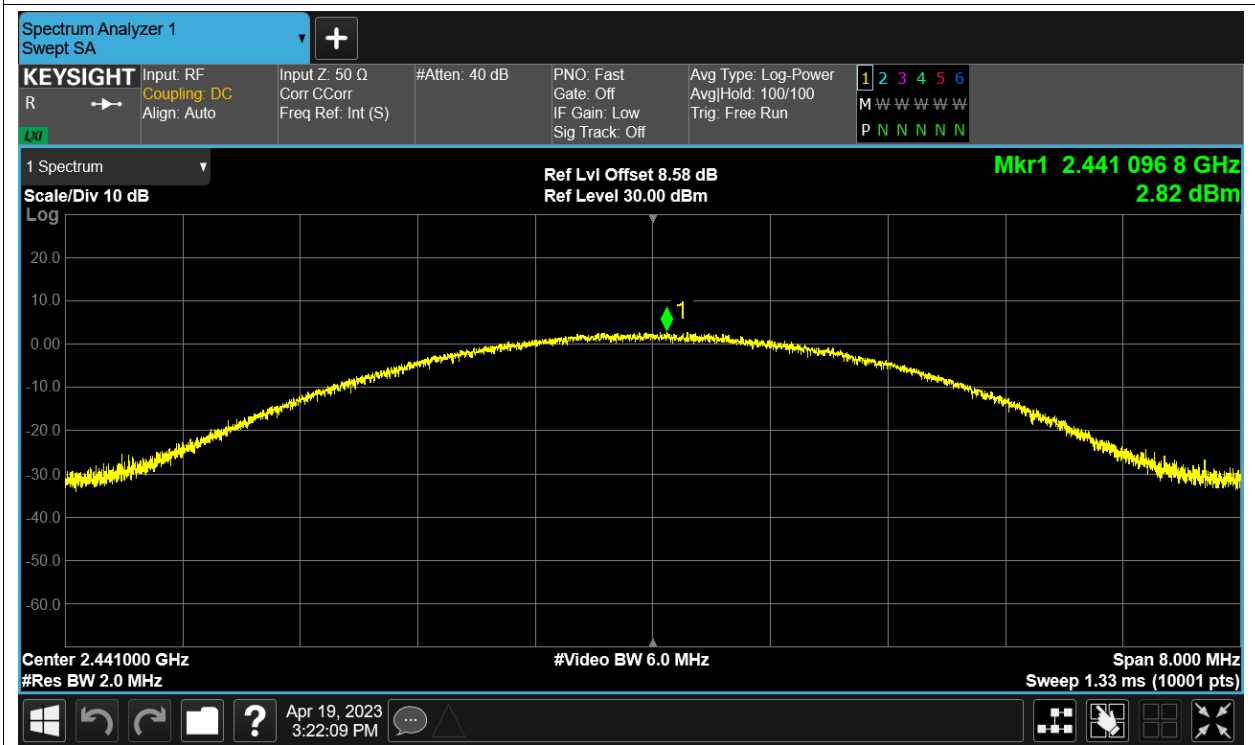 Spectrum Analyzer 1
Swept SA
+
KEYSIGHT
R
LXI
Input: RF
Coupling: DC
Align: Auto
Input Z: 50 Ω
Corr CCorr
Freq Ref: Int (S)
#Atten: 40 dB
PNO: Fast
Gate: Off
IF Gain: Low
Sig Track: Off
Avg Type: Log-Power
Avg|Hold: 100/100
Trig: Free Run
1 2 3 4 5 6
M W W W W W
P N N N N N
1 Spectrum
Scale/Div 10 dB
Log
Ref Lvl Offset 8.58 dB
Ref Level 30.00 dBm
Mkr1 2.441 096 8 GHz
2.82 dBm
20.0
10.0
0.00
-10.0
-20.0
-30.0
-40.0
-50.0
-60.0
1
Center 2.441000 GHz
#Res BW 2.0 MHz
#Video BW 6.0 MHz
Span 8.000 MHz
Sweep 1.33 ms (10001 pts)
?
Apr 19, 2023
3:22:09 PM